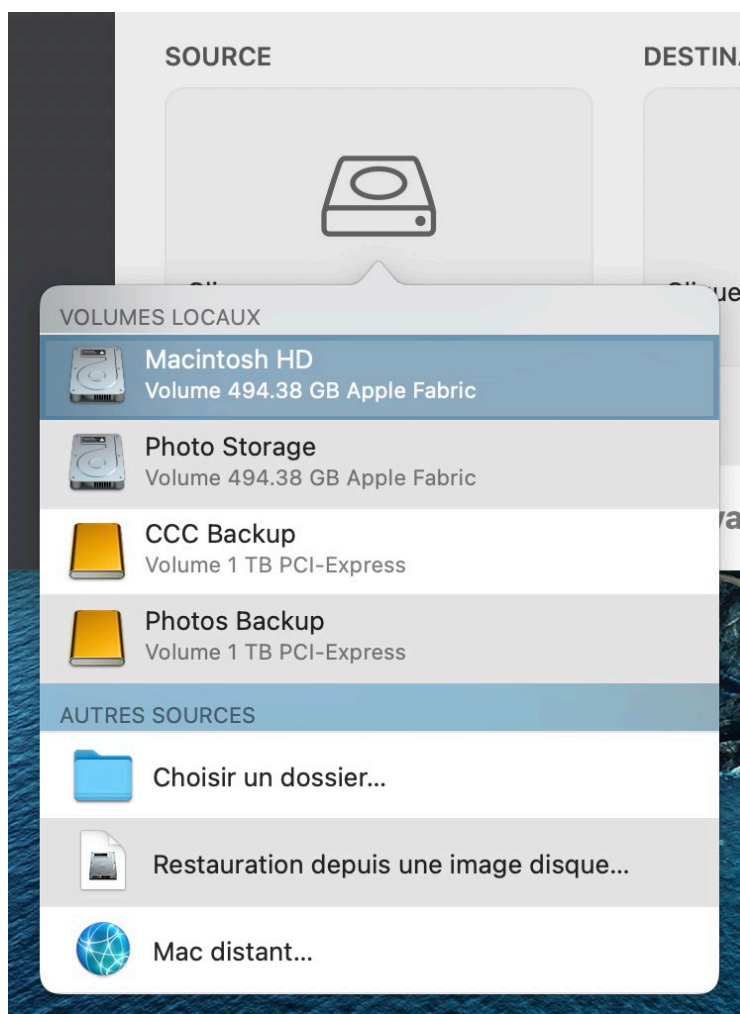 SOURCE
DESTIN
VOLUMES LOCAUX
Macintosh HD
Volume 494.38 GB Apple Fabric
Photo Storage
Volume 494.38 GB Apple Fabric
CCC Backup
Volume 1 TB PCI-Express
Photos Backup
Volume 1 TB PCI-Express
AUTRES SOURCES
Choisir un dossier...
Restauration depuis une image disque...
Mac distant...